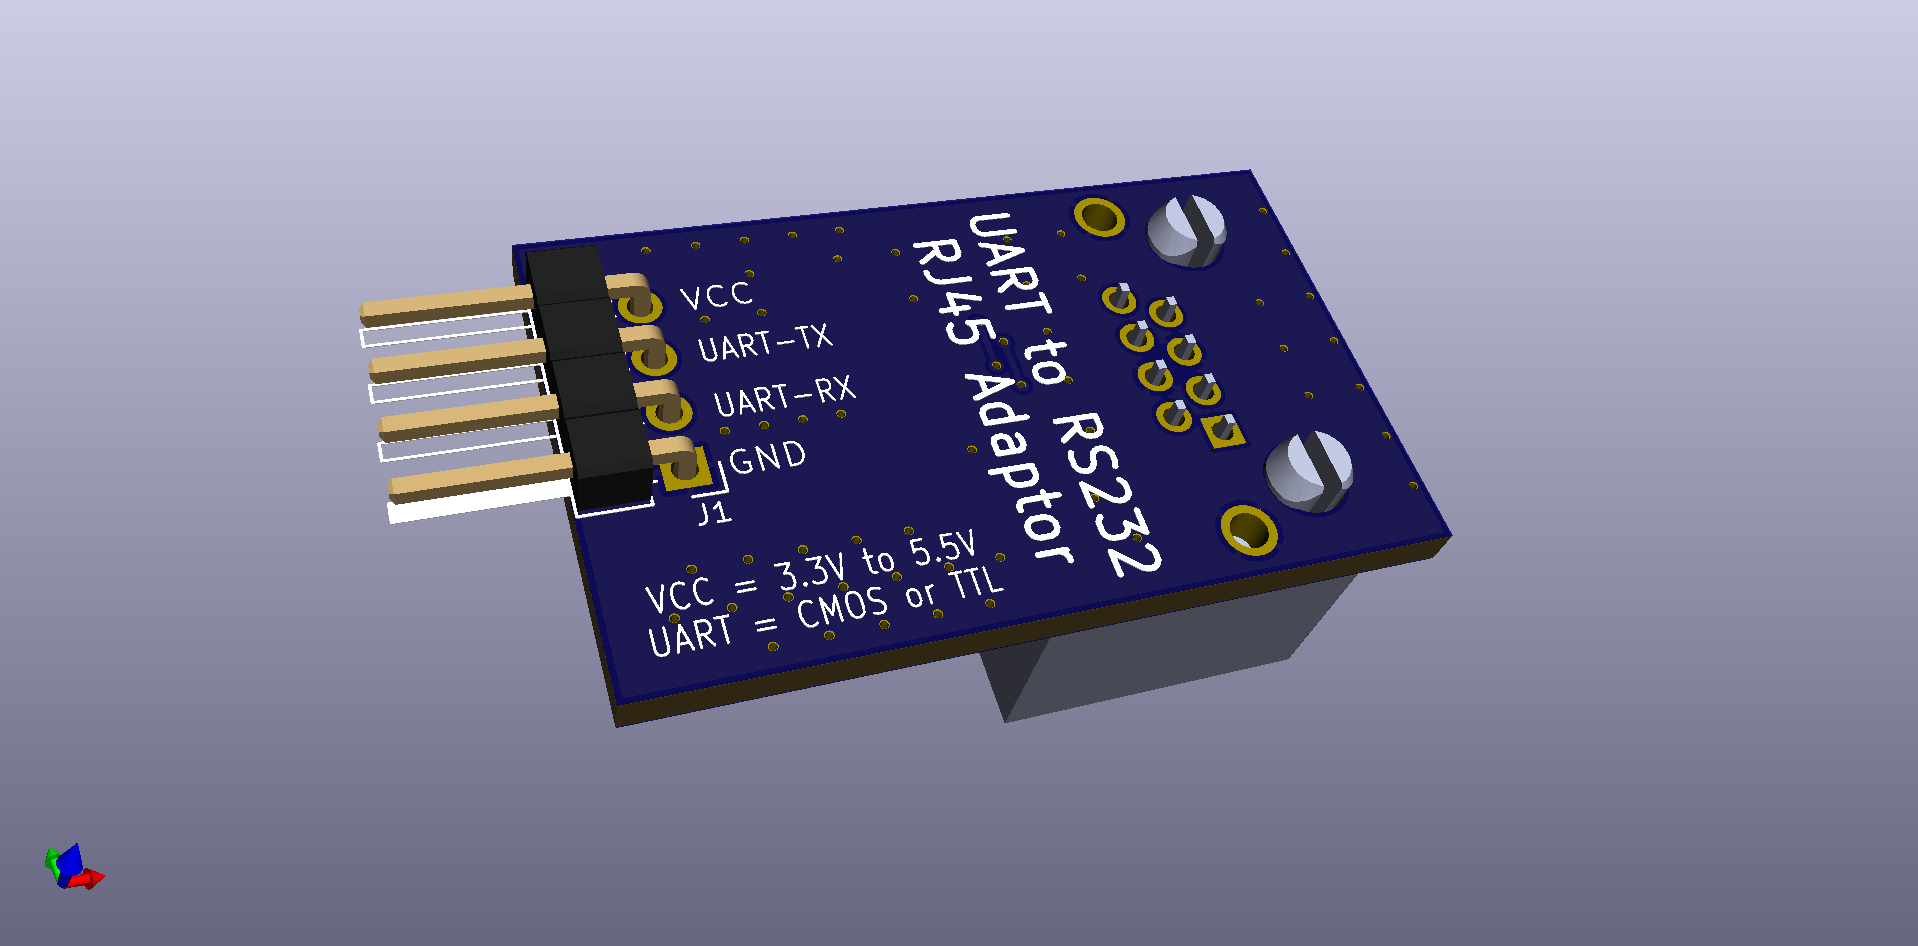 VCC
UART-TX
UART-RX
GND
J1
UART to RS232
RJ45 Adaptor
VCC = 3.3V to 5.5V
UART = CMOS or TTL